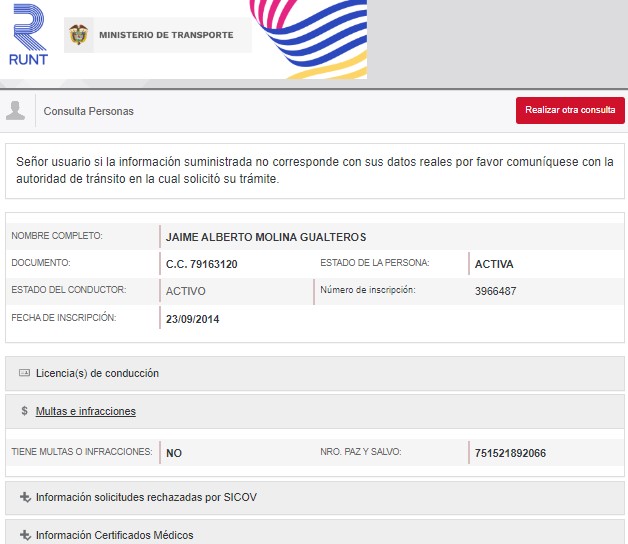 RUNT
MINISTERIO DE TRANSPORTE
Consulta Personas
Realizar otra consulta
Señor usuario si la información suministrada no corresponde con sus datos reales por favor comuníquese con la
autoridad de tránsito en la cual solicitó su trámite.
NOMBRE COMPLETO: JAIME ALBERTO MOLINA GUALTEROS
DOCUMENTO: C.C. 79163120 ESTADO DE LA PERSONA: ACTIVA
ESTADO DEL CONDUCTOR: ACTIVO Número de inscripción: 3966487
FECHA DE INSCRIPCIÓN: 23/09/2014
Licencia(s) de conducción
$ Multas e infracciones
TIENE MULTAS O INFRACCIONES: NO NRO. PAZ Y SALVO: 751521892066
Información solicitudes rechazadas por SICOV
Información Certificados Médicos